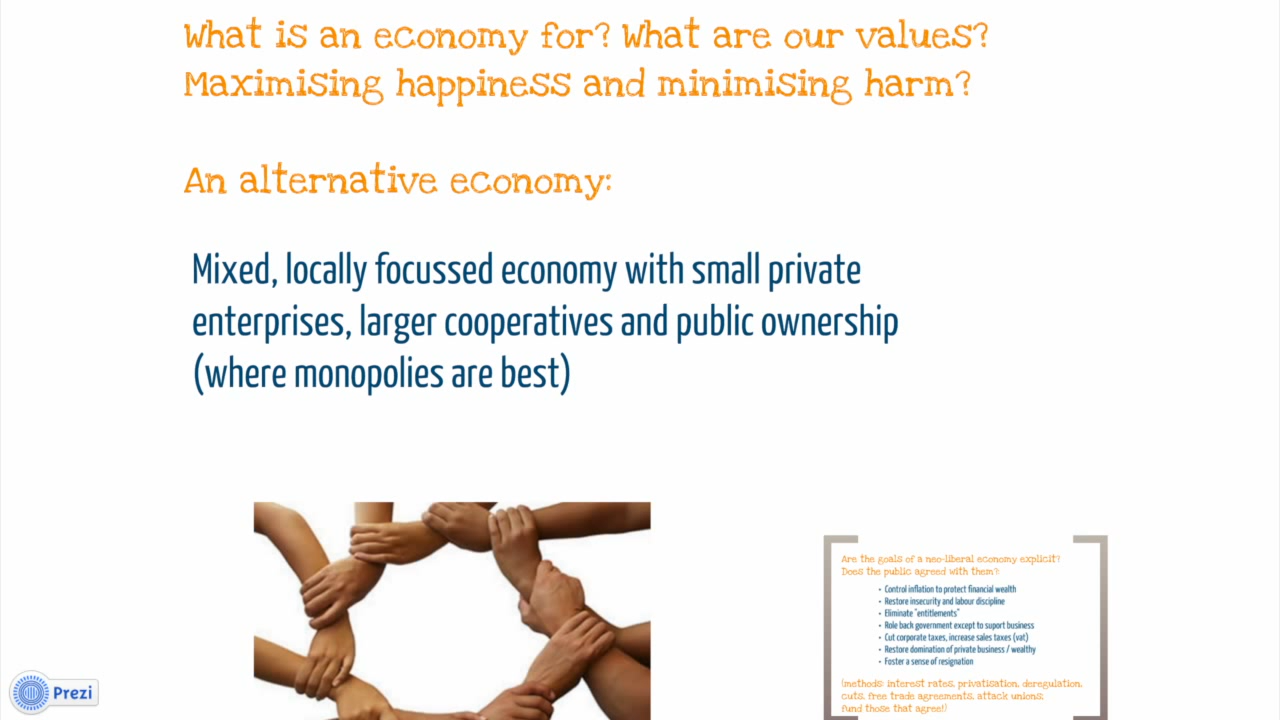 What is an economy for? What are our values?
Maximising happiness and minimising harm?
An alternative economy:
Mixed, locally focussed economy with small private
enterprises, larger cooperatives and public ownership
(where monopolies are best)
Are the goals of a neo-liberal economy explicit?
Does the public agreed with them?:
• Control inflation to protect financial wealth
• Restore insecurity and labour discipline
• Eliminate "entitlements"
• Role back government except to suport business
• Cut corporate taxes, increase sales taxes (vat)
• Restore domination of private business / wealthy
• Foster a sense of resignation
(methods: interest rates, privatisation, deregulation,
cuts, free trade agreements, attack unions,
fund those that agree!)
Prezi